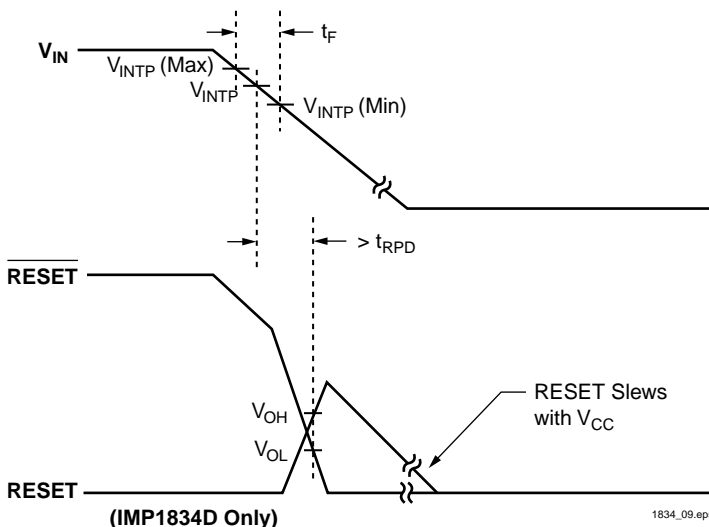 t_F
V_IN
V_INTP (Max)
V_INTP
V_INTP (Min)
> t_RPD
RESET
V_OH
V_OL
RESET Slews
with V_CC
RESET
(IMP1834D Only)
1834_09.eps